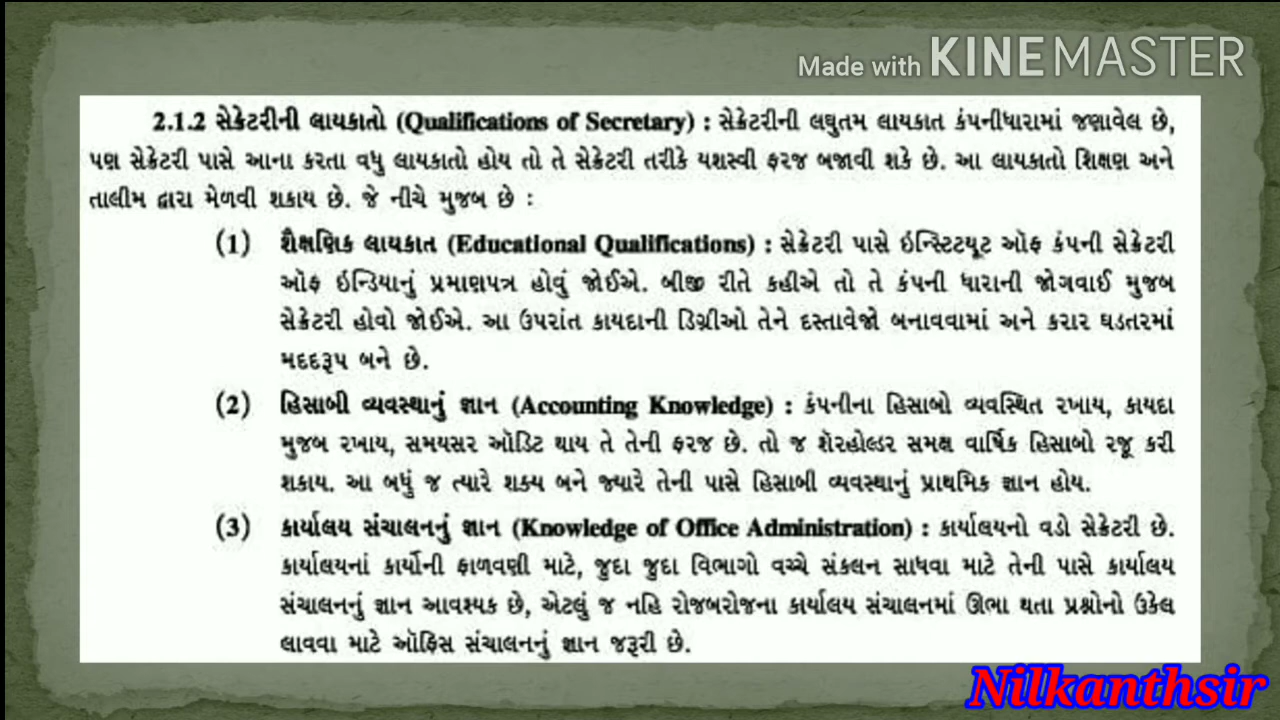 Made with KINEMASTER
2.1.2 સેક્રેટરીની લાયકાતો (Qualifications of Secretary) : સેક્રેટરીની લઘુતમ લાયકાત કંપનીધારામાં જણાવેલ છે,
પણ સેક્રેટરી પાસે આના કરતા વધુ લાયકાતો હોય તો તે સેક્રેટરી તરીકે યશસ્વી ફરજ બજાવી શકે છે. આ લાયકાતો શિક્ષણ અને
તાલીમ દ્વારા મેળવી શકાય છે. જે નીચે મુજબ છે :
(1) શૈક્ષણિક લાયકાત (Educational Qualifications) : સેક્રેટરી પાસે ઇન્સ્ટિટયૂટ ઑફ કંપની સેક્રેટરી
ઑફ ઇન્ડિયાનું પ્રમાણપત્ર હોવું જોઈએ. બીજી રીતે કહીએ તો તે કંપની ધારાની જોગવાઈ મુજબ
સેક્રેટરી હોવો જોઈએ. આ ઉપરાંત કાયદાની ડિગ્રીઓ તેને દસ્તાવેજો બનાવવામાં અને કરાર ઘડતરમાં
મદદરૂપ બને છે.
(2) હિસાબી વ્યવસ્થાનું જ્ઞાન (Accounting Knowledge) : કંપનીના હિસાબો વ્યવસ્થિત રખાય, કાયદા
મુજબ રખાય, સમયસર ઑડિટ થાય તે તેની ફરજ છે. તો જ શૅરહોલ્ડર સમક્ષ વાર્ષિક હિસાબો રજૂ કરી
શકાય. આ બધું જ ત્યારે શક્ય બને જ્યારે તેની પાસે હિસાબી વ્યવસ્થાનું પ્રાથમિક જ્ઞાન હોય.
(3) કાર્યાલય સંચાલનનું જ્ઞાન (Knowledge of Office Administration) : કાર્યાલયનો વડો સેક્રેટરી છે.
કાર્યાલયનાં કાર્યોની ફાળવણી માટે, જુદા જુદા વિભાગો વચ્ચે સંકલન સાધવા માટે તેની પાસે કાર્યાલય
સંચાલનનું જ્ઞાન આવશ્યક છે, એટલું જ નહિ રોજબરોજના કાર્યાલય સંચાલનમાં ઊભા થતા પ્રશ્નોનો ઉકેલ
લાવવા માટે ઑફિસ સંચાલનનું જ્ઞાન જરૂરી છે.
Nilkanthsir